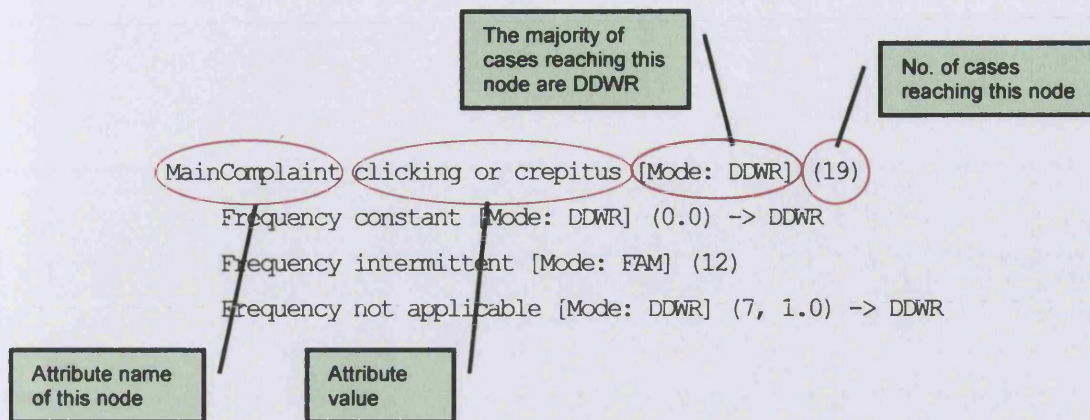 The majority of
cases reaching this
node are DDWR
No. of cases
reaching this node
MainComplaint clicking or crepitus [Mode: DDWR] (19)
Frequency constant [Mode: DDWR] (0.0) -> DDWR
Frequency intermittent [Mode: FAM] (12)
Frequency not applicable [Mode: DDWR] (7, 1.0) -> DDWR
Attribute name
of this node
Attribute
value